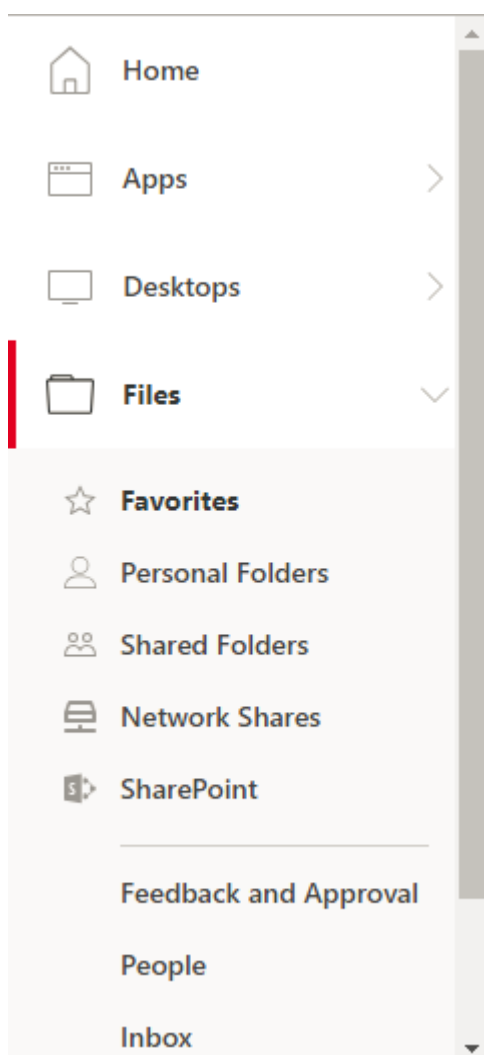 Home
Apps
Desktops
Files
Favorites
Personal Folders
Shared Folders
Network Shares
SharePoint
Feedback and Approval
People
Inbox